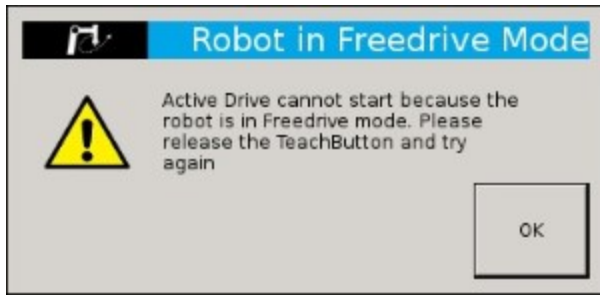 Robot in Freedrive Mode
Active Drive cannot start because the
robot is in Freedrive mode. Please
release the TeachButton and try
again
OK